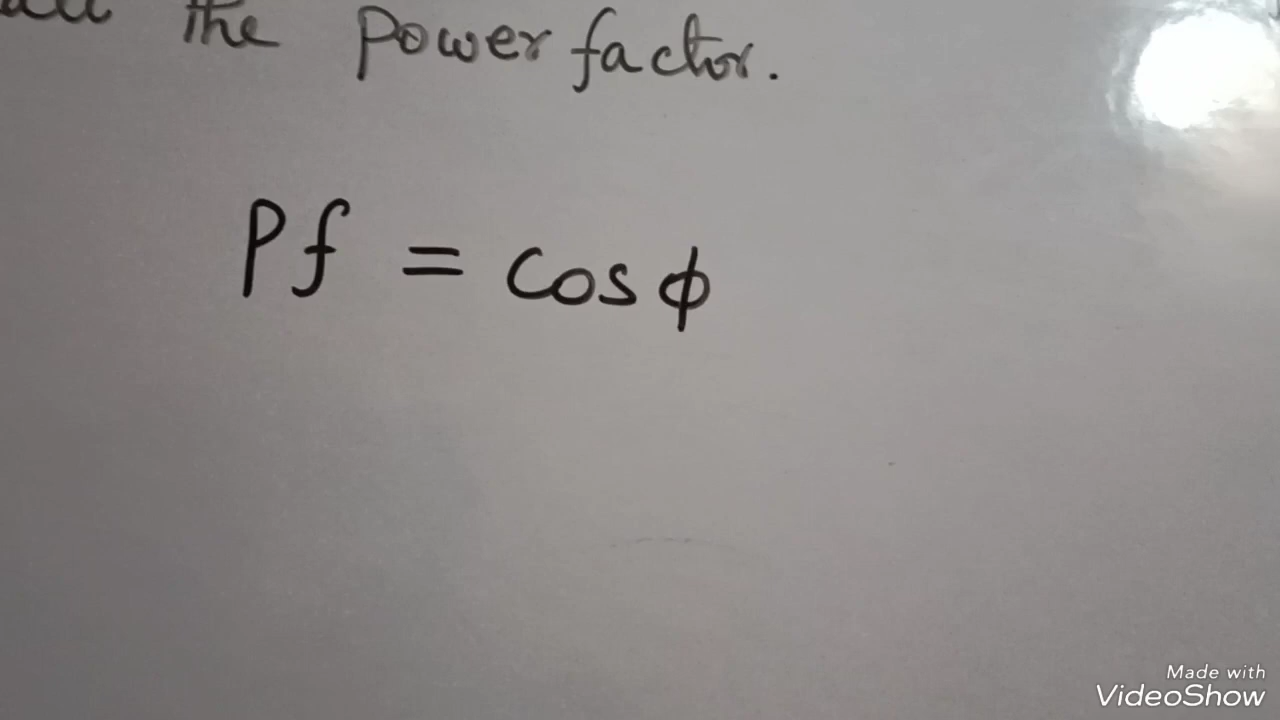 the Power factor.
Pf = cos ϕ
Made with
VideoShow